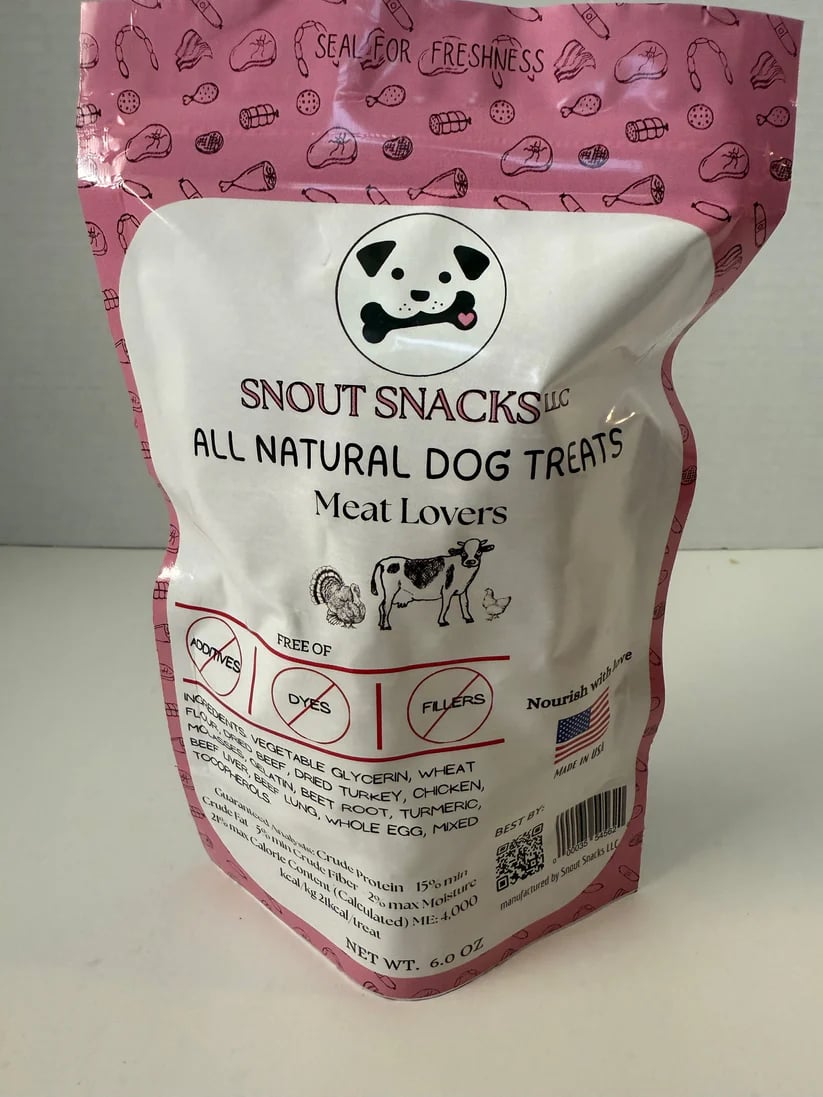 SEAL FOR FRESHNESS
SNOUT SNACKS LLC
ALL NATURAL DOG TREATS
Meat Lovers
FREE OF
ADDITIVES
DYES
FILLERS
INGREDIENTS VEGETABLE GLYCERIN, WHEAT
FLOUR, DRIED BEEF, DRIED TURKEY, CHICKEN,
MOLASSES, GELATIN, BEET ROOT, TURMERIC,
BEEF LIVER, BEEF LUNG, WHOLE EGG, MIXED
TOCOPHEROLS
Guaranteed Analysis: Crude Protein 15% min
Crude Fat 5% min Crude Fiber 2% max Moisture
21% max Calorie Content (Calculated) ME: 4,000
kcal/kg 21kcal/treat
NET WT. 6.0 OZ
Nourish with love
MADE IN USA
BEST BY:
manufactured by Snout Snacks LLC